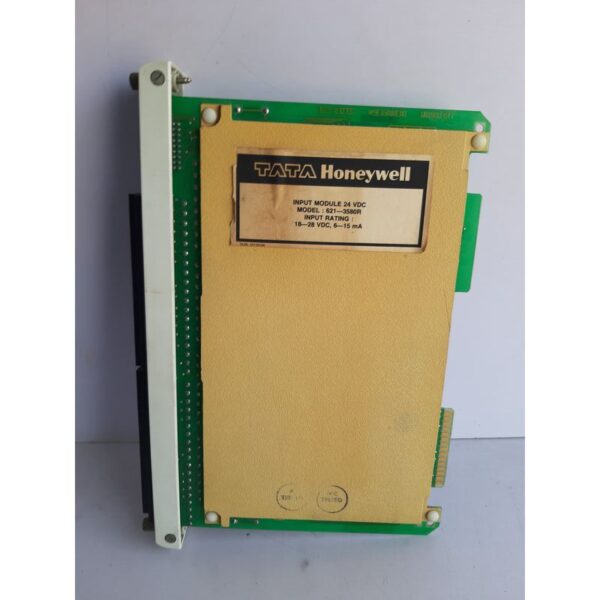 TATA Honeywell
INPUT MODULE 24 VDC
MODEL : 621—3580R
INPUT RATING :
18—28 VDC, 6—15 mA